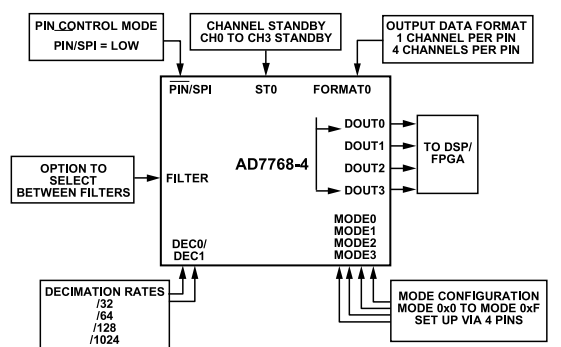 PIN CONTROL MODE
PIN/SPI = LOW
CHANNEL STANDBY
CH0 TO CH3 STANDBY
OUTPUT DATA FORMAT
1 CHANNEL PER PIN
4 CHANNELS PER PIN
PIN/SPI
ST0
FORMAT0
DOUT0
DOUT1
DOUT2
DOUT3
TO DSP/
FPGA
AD7768-4
OPTION TO
SELECT
BETWEEN FILTERS
FILTER
MODE0
MODE1
MODE2
MODE3
DEC0/
DEC1
DECIMATION RATES
/32
/64
/128
/1024
MODE CONFIGURATION
MODE 0x0 TO MODE 0xF
SET UP VIA 4 PINS